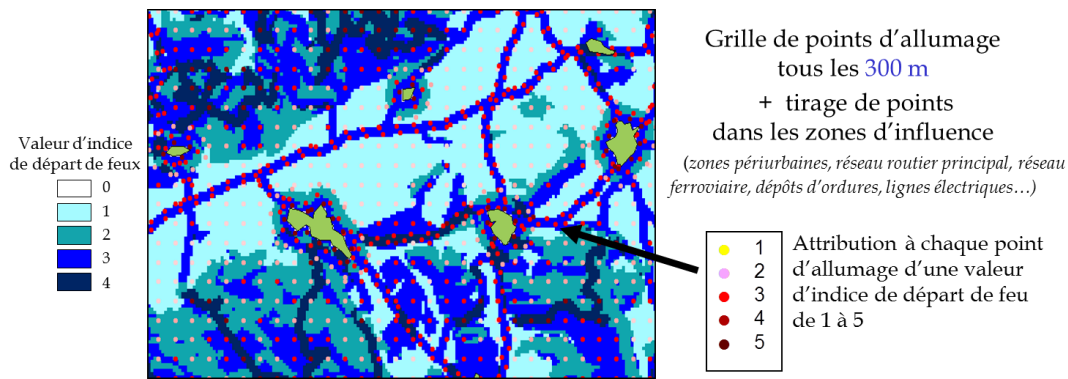 Grille de points d’allumage
tous les 300 m
+ tirage de points
dans les zones d’influence
(zones périurbaines, réseau routier principal, réseau
ferroviaire, dépôts d’ordures, lignes électriques…)
Valeur d’indice
de départ de feux
0
1
2
3
4
1
2
3
4
5
Attribution à chaque point
d’allumage d’une valeur
d’indice de départ de feu
de 1 à 5